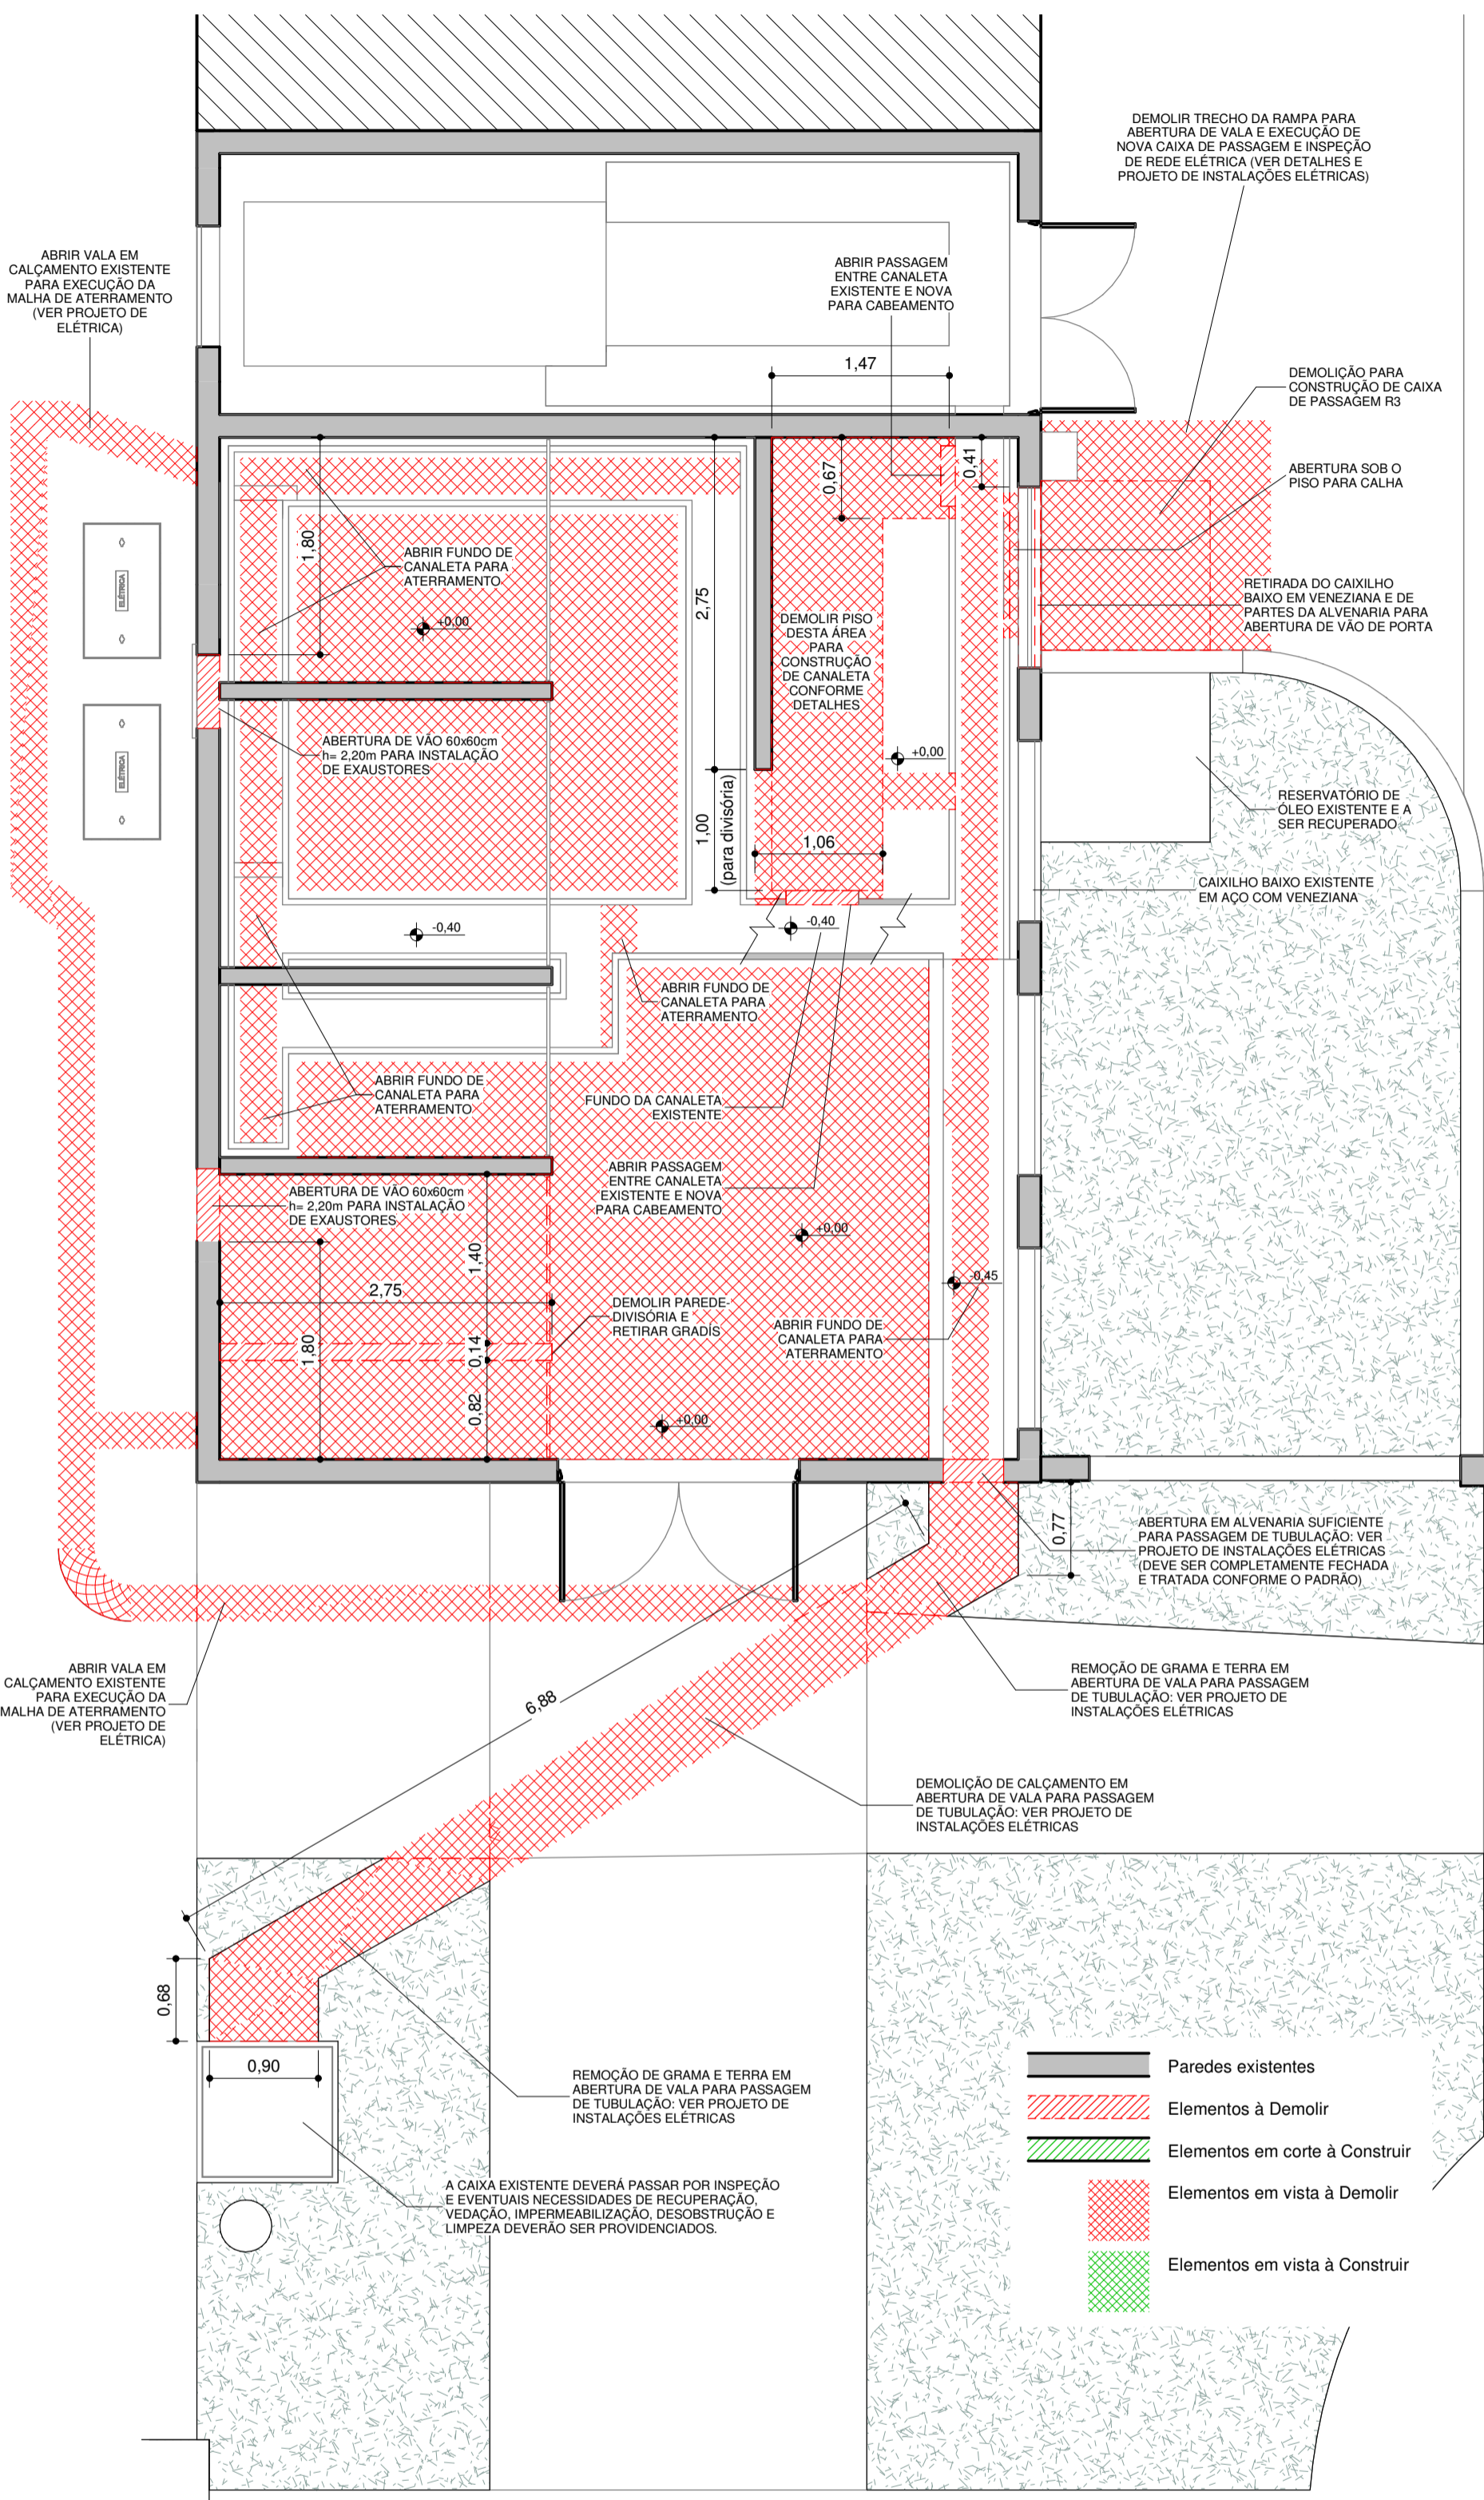 DEMOLIR TRECHO DA RAMPA PARA
ABERTURA DE VALA E EXECUÇÃO DE
NOVA CAIXA DE PASSAGEM E INSPEÇÃO
DE REDE ELÉTRICA (VER DETALHES E
PROJETO DE INSTALAÇÕES ELÉTRICAS)
ABRIR VALA EM
CALÇAMENTO EXISTENTE
PARA EXECUÇÃO DA
MALHA DE ATERRAMENTO
(VER PROJETO DE
ELÉTRICA)
ABRIR PASSAGEM
ENTRE CANALETA
EXISTENTE E NOVA
PARA CABEAMENTO
1,47
DEMOLIÇÃO PARA
CONSTRUÇÃO DE CAIXA
DE PASSAGEM R3
0,67
0,41
ABERTURA SOB O
PISO PARA CALHA
1,80
ABRIR FUNDO DE
CANALETA PARA
ATERRAMENTO
ELÉTRICA
+0,00
2,75
DEMOLIR PISO
DESTA ÁREA
PARA
CONSTRUÇÃO
DE CANALETA
CONFORME
DETALHES
RETIRADA DO CAIXILHO
BAIXO EM VENEZIANA E DE
PARTES DA ALVENARIA PARA
ABERTURA DE VÃO DE PORTA
ABERTURA DE VÃO 60x60cm
h= 2,20m PARA INSTALAÇÃO
DE EXAUSTORES
ELÉTRICA
+0,00
1,00
(para divisória)
1,06
RESERVATÓRIO DE
ÓLEO EXISTENTE E A
SER RECUPERADO
CAIXILHO BAIXO EXISTENTE
EM AÇO COM VENEZIANA
-0,40
-0,40
ABRIR FUNDO DE
CANALETA PARA
ATERRAMENTO
ABRIR FUNDO DE
CANALETA PARA
ATERRAMENTO
FUNDO DA CANALETA
EXISTENTE
ABRIR PASSAGEM
ENTRE CANALETA
EXISTENTE E NOVA
PARA CABEAMENTO
ABERTURA DE VÃO 60x60cm
h= 2,20m PARA INSTALAÇÃO
DE EXAUSTORES
+0,00
1,40
2,75
-0,45
1,80
0,14
0,82
DEMOLIR PAREDE-
DIVISÓRIA E
RETIRAR GRADÍS
ABRIR FUNDO DE
CANALETA PARA
ATERRAMENTO
+0,00
0,77
ABERTURA EM ALVENARIA SUFICIENTE
PARA PASSAGEM DE TUBULAÇÃO: VER
PROJETO DE INSTALAÇÕES ELÉTRICAS
(DEVE SER COMPLETAMENTE FECHADA
E TRATADA CONFORME O PADRÃO)
ABRIR VALA EM
CALÇAMENTO EXISTENTE
PARA EXECUÇÃO DA
MALHA DE ATERRAMENTO
(VER PROJETO DE
ELÉTRICA)
6,88
REMOÇÃO DE GRAMA E TERRA EM
ABERTURA DE VALA PARA PASSAGEM
DE TUBULAÇÃO: VER PROJETO DE
INSTALAÇÕES ELÉTRICAS
DEMOLIÇÃO DE CALÇAMENTO EM
ABERTURA DE VALA PARA PASSAGEM
DE TUBULAÇÃO: VER PROJETO DE
INSTALAÇÕES ELÉTRICAS
0,68
0,90
REMOÇÃO DE GRAMA E TERRA EM
ABERTURA DE VALA PARA PASSAGEM
DE TUBULAÇÃO: VER PROJETO DE
INSTALAÇÕES ELÉTRICAS
A CAIXA EXISTENTE DEVERÁ PASSAR POR INSPEÇÃO
E EVENTUAIS NECESSIDADES DE RECUPERAÇÃO,
VEDAÇÃO, IMPERMEABILIZAÇÃO, DESOBSTRUÇÃO E
LIMPEZA DEVERÃO SER PROVIDENCIADOS.
Paredes existentes
Elementos à Demolir
Elementos em corte à Construir
Elementos em vista à Demolir
Elementos em vista à Construir